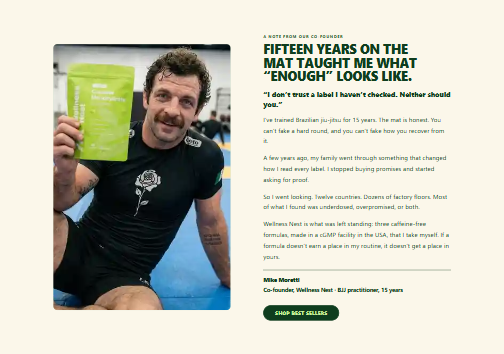 A NOTE FROM OUR CO-FOUNDER
FIFTEEN YEARS ON THE
MAT TAUGHT ME WHAT
“ENOUGH” LOOKS LIKE.
“I don’t trust a label I haven’t checked. Neither should
you.”
I’ve trained Brazilian jiu-jitsu for 15 years. The mat is honest. You
can’t fake a hard round, and you can’t fake how you recover from
it.
A few years ago, my family went through something that changed
how I read every label. I stopped buying promises and started
asking for proof.
So I went looking. Twelve countries. Dozens of factory floors. Most
of what I found was underdosed, overpromised, or both.
Wellness Nest is what was left standing: three caffeine-free
formulas, made in a cGMP facility in the USA, that I take myself. If a
formula doesn’t earn a place in my routine, it doesn’t get a place in
yours.
Mike Moretti
Co-founder, Wellness Nest · BJJ practitioner, 15 years
SHOP BEST SELLERS